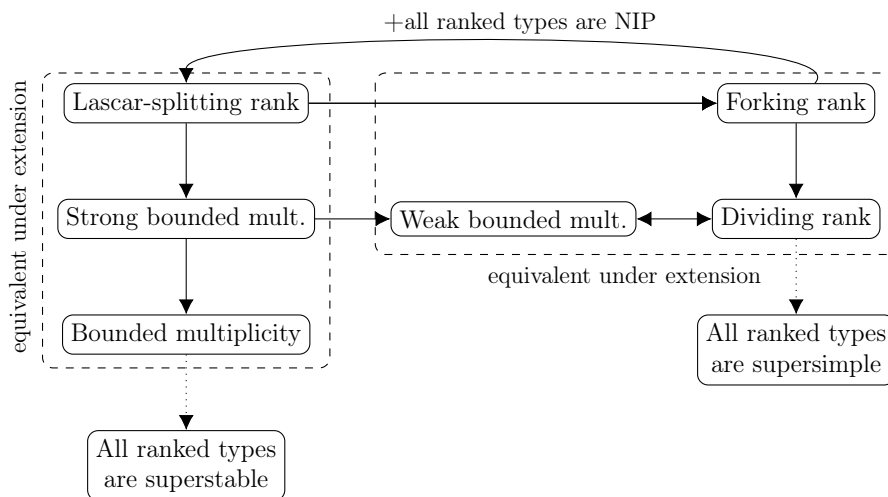 +all ranked types are NIP
Lascar-splitting rank
Forking rank
equivalent under extension
Strong bounded mult.
Weak bounded mult.
Dividing rank
equivalent under extension
Bounded multiplicity
All ranked types
are supersimple
All ranked types
are superstable